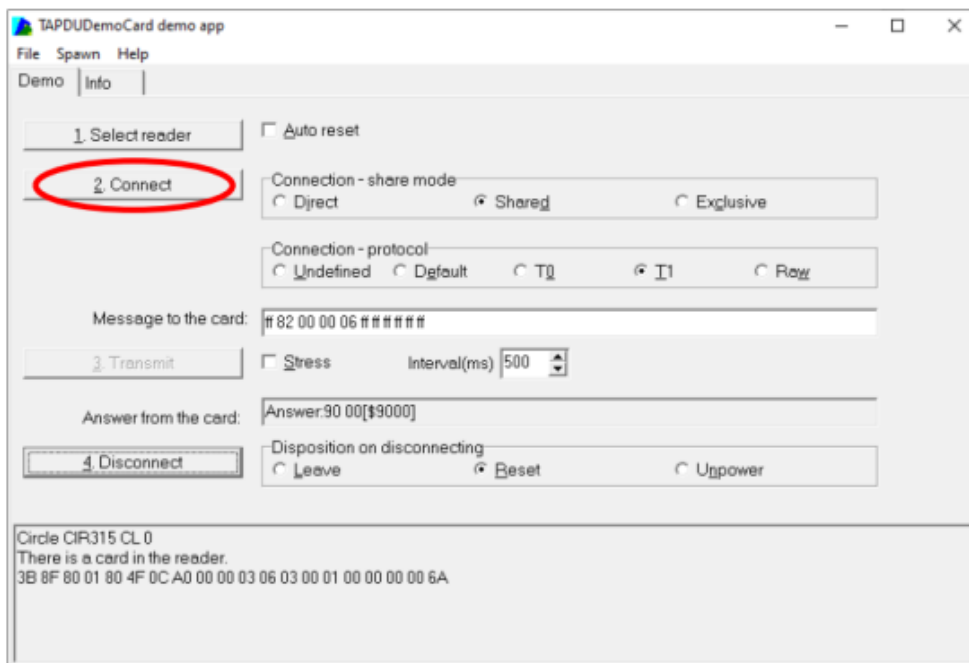 TAPDUDemoCard demo app
File Spawn Help
Demo Info
1. Select reader Auto reset
2. Connect Connection - share mode
Direct Shared Exclusive
Connection - protocol
Undefined Default T0 T1 Raw
Message to the card: ff 82 00 00 06 ff ff ff ff ff ff
3. Transmit Stress Interval(ms) 500
Answer from the card: Answer:90 00[$9000]
4. Disconnect Disposition on disconnecting
Leave Reset Unpower
Circle CIR315 CL 0
There is a card in the reader.
3B 8F 80 01 80 4F 0C A0 00 00 03 06 03 00 01 00 00 00 00 6A